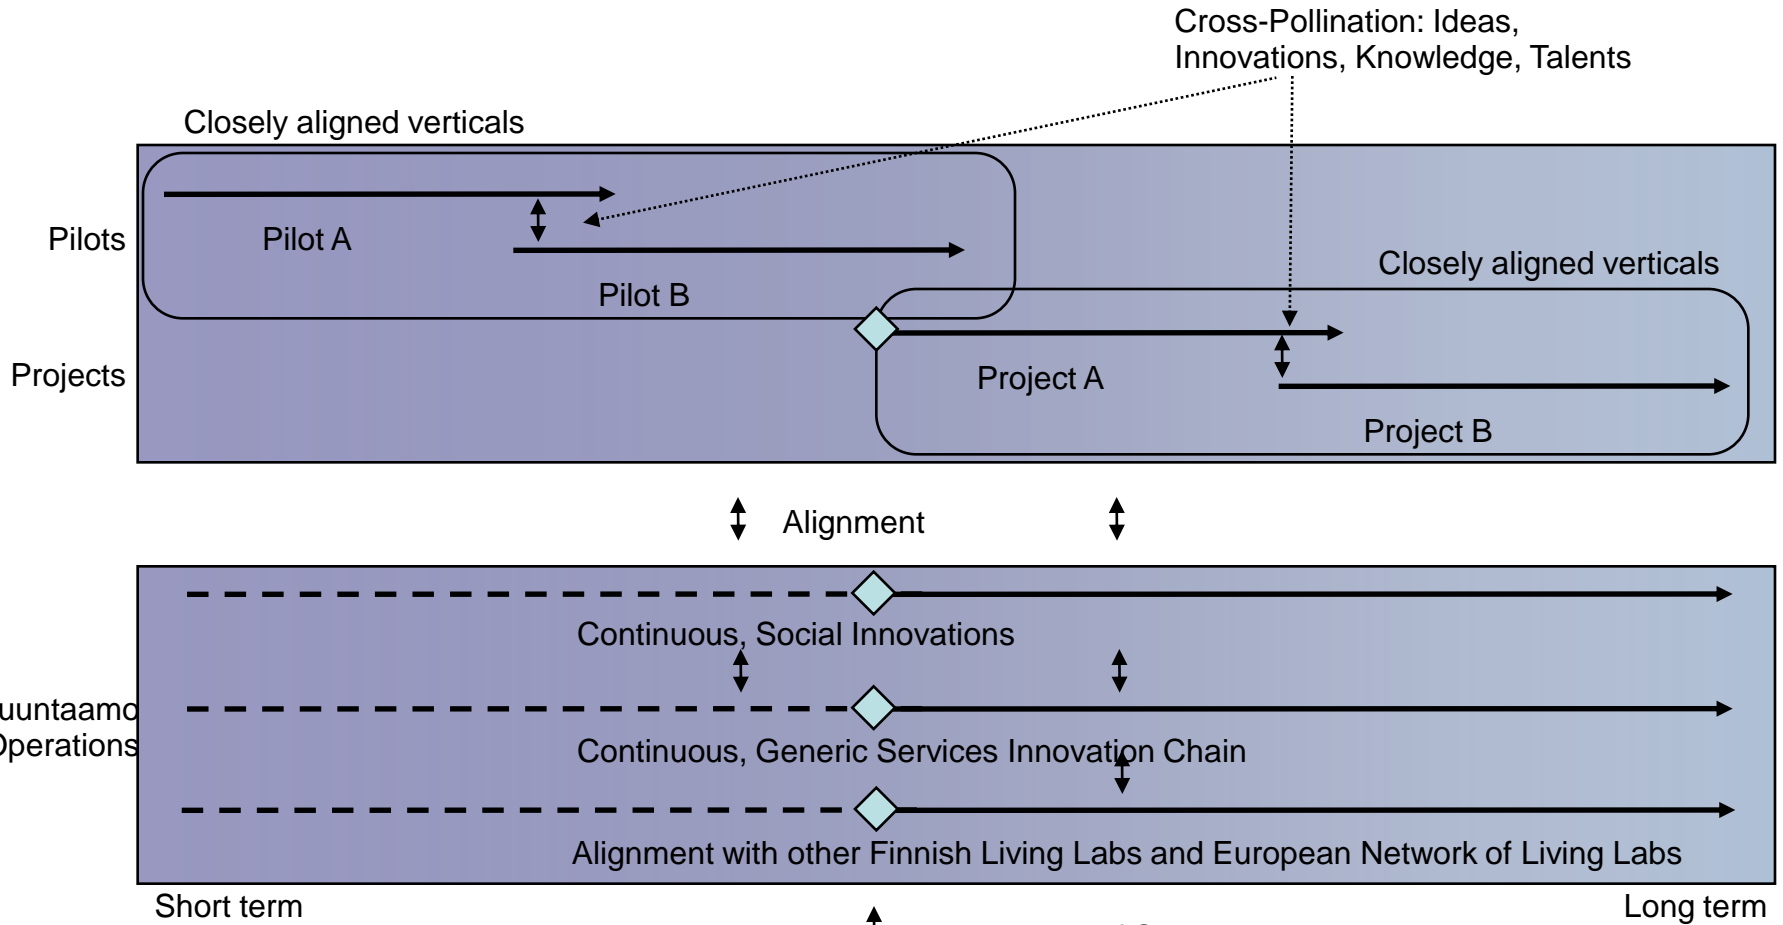 Cross-Pollination: Ideas,
Innovations, Knowledge, Talents
Closely aligned verticals
Pilots
Pilot A
Closely aligned verticals
Pilot B
Projects
Project A
Project B
Alignment
Continuous, Social Innovations
uuntaamo
Operations
Continuous, Generic Services Innovation Chain
Alignment with other Finnish Living Labs and European Network of Living Labs
Short term
Long term